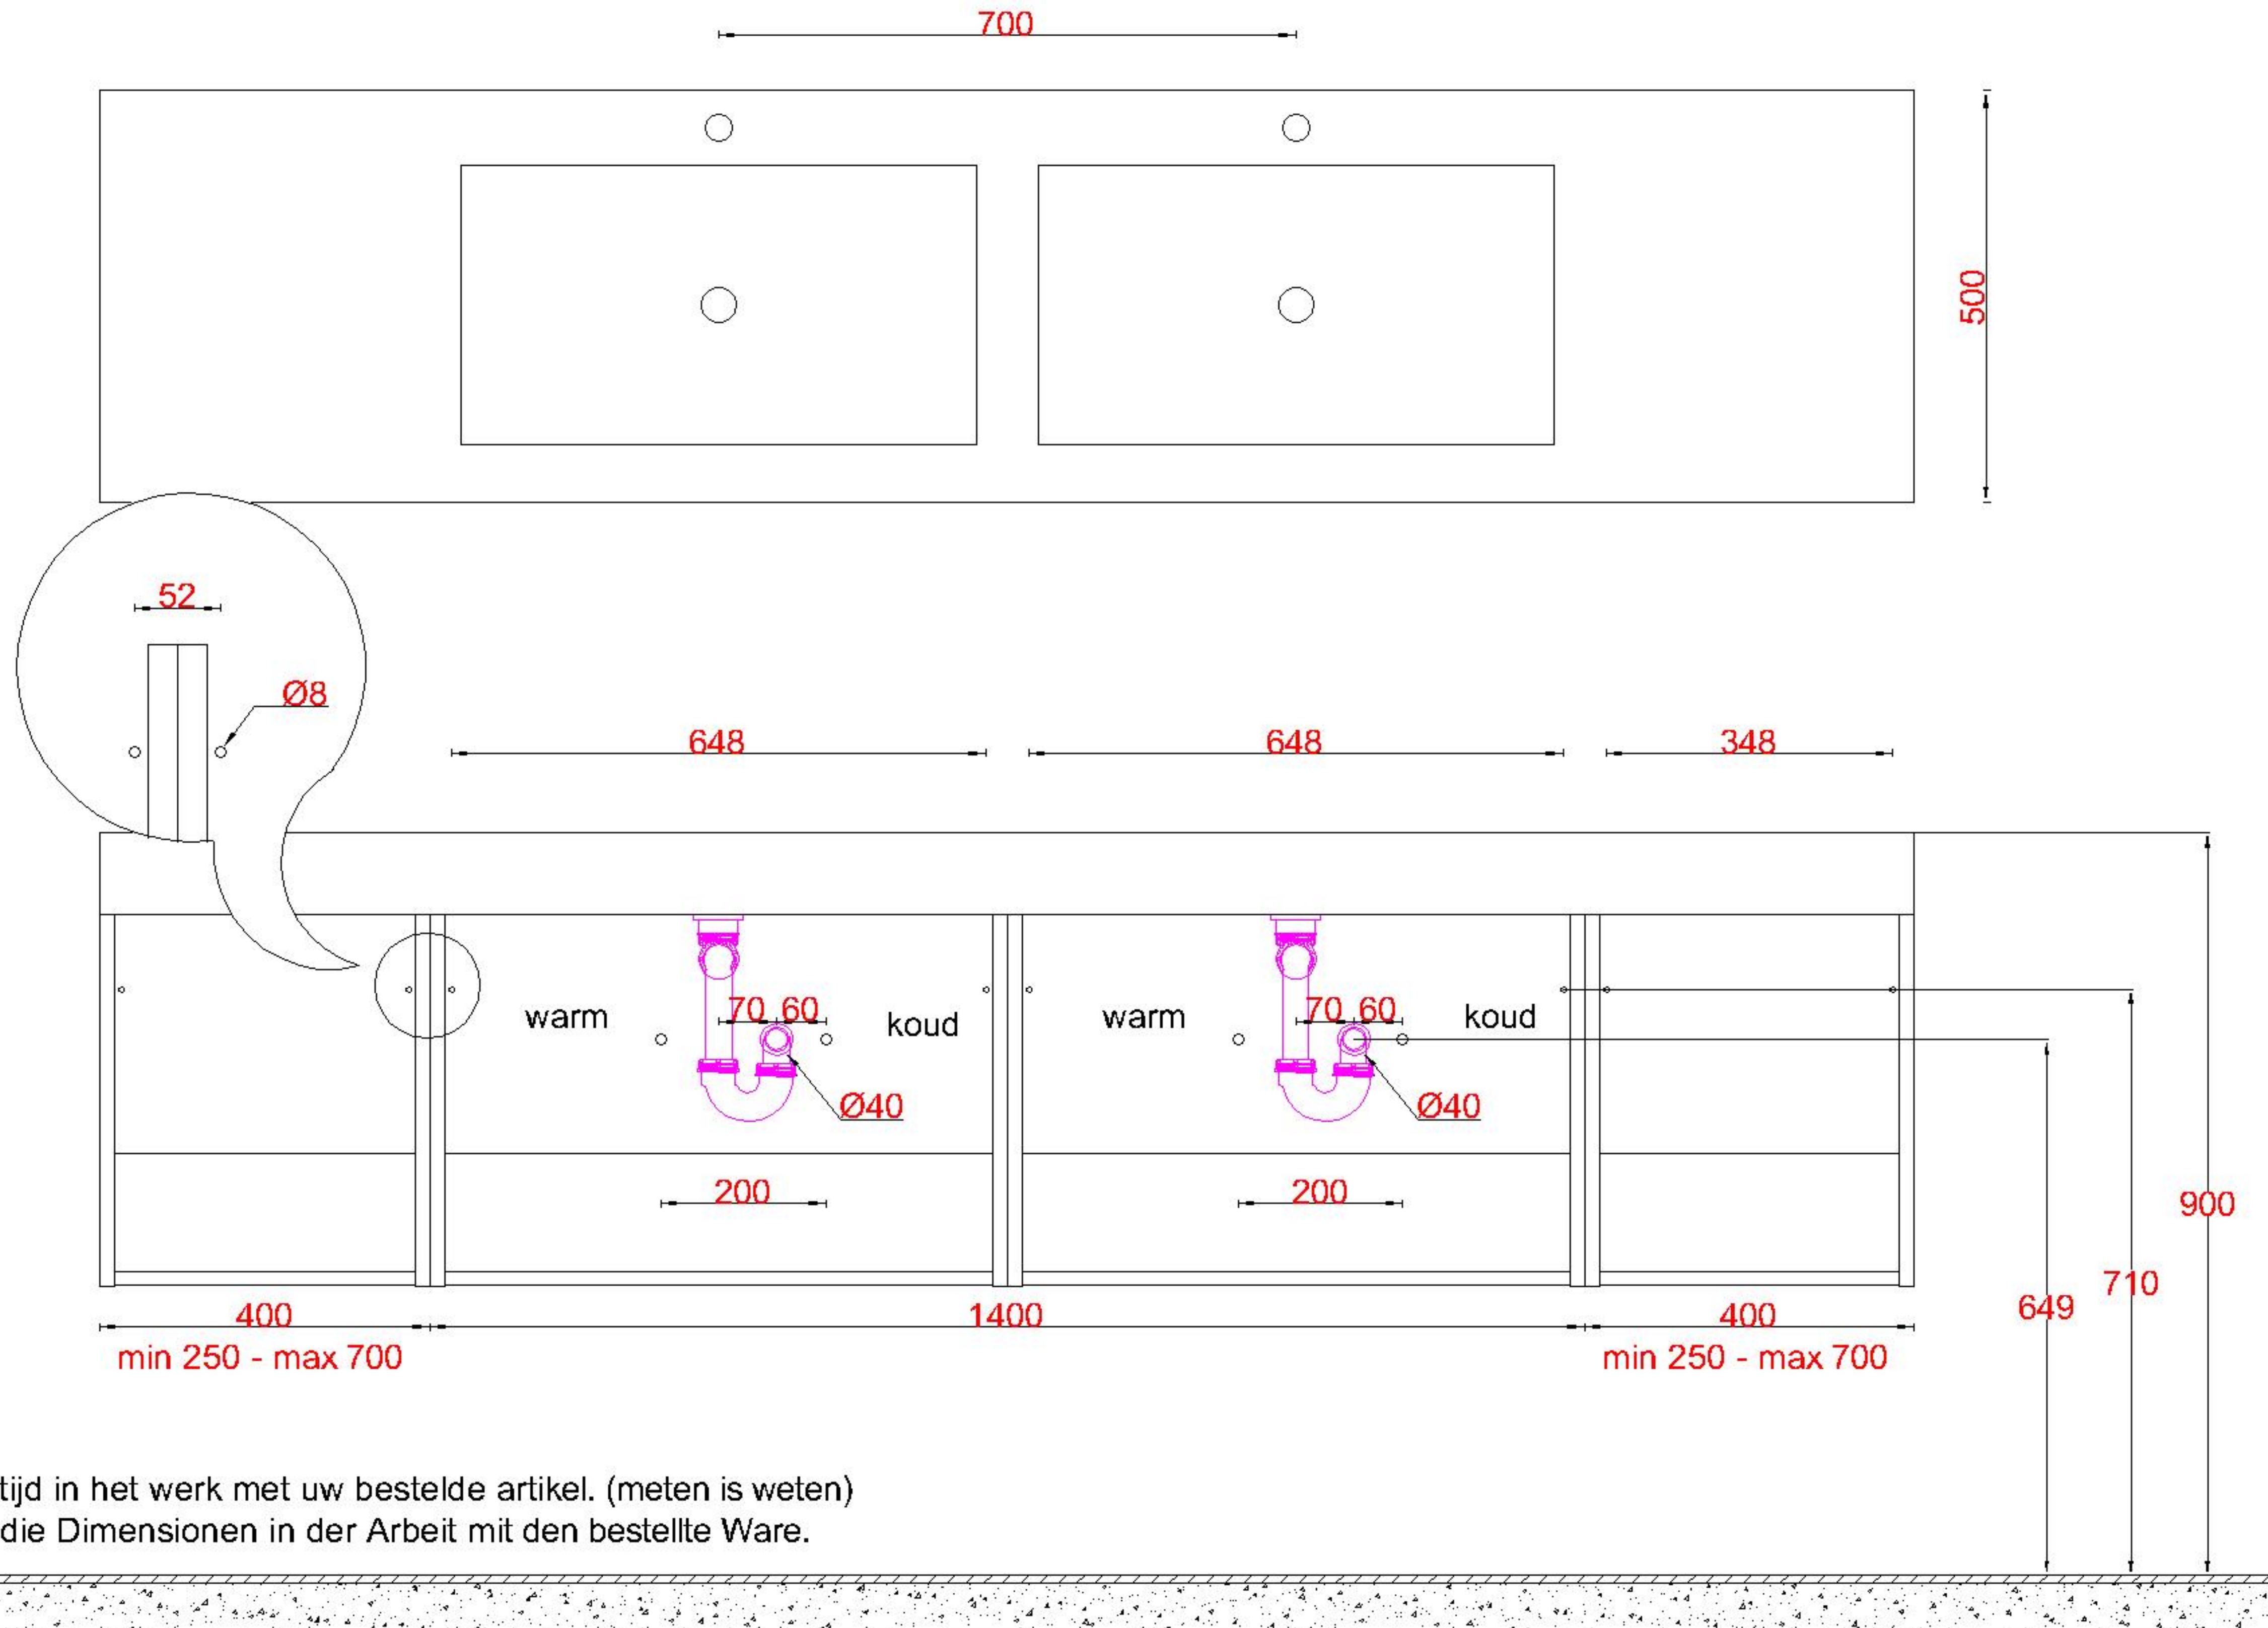 700
500
52
Ø8
648
648
348
warm
70
60
koud
warm
70
60
koud
Ø40
Ø40
200
200
900
710
649
400
1400
400
min 250 - max 700
min 250 - max 700
tijd in het werk met uw bestelde artikel. (meten is weten)
die Dimensionen in der Arbeit mit den bestellte Ware.